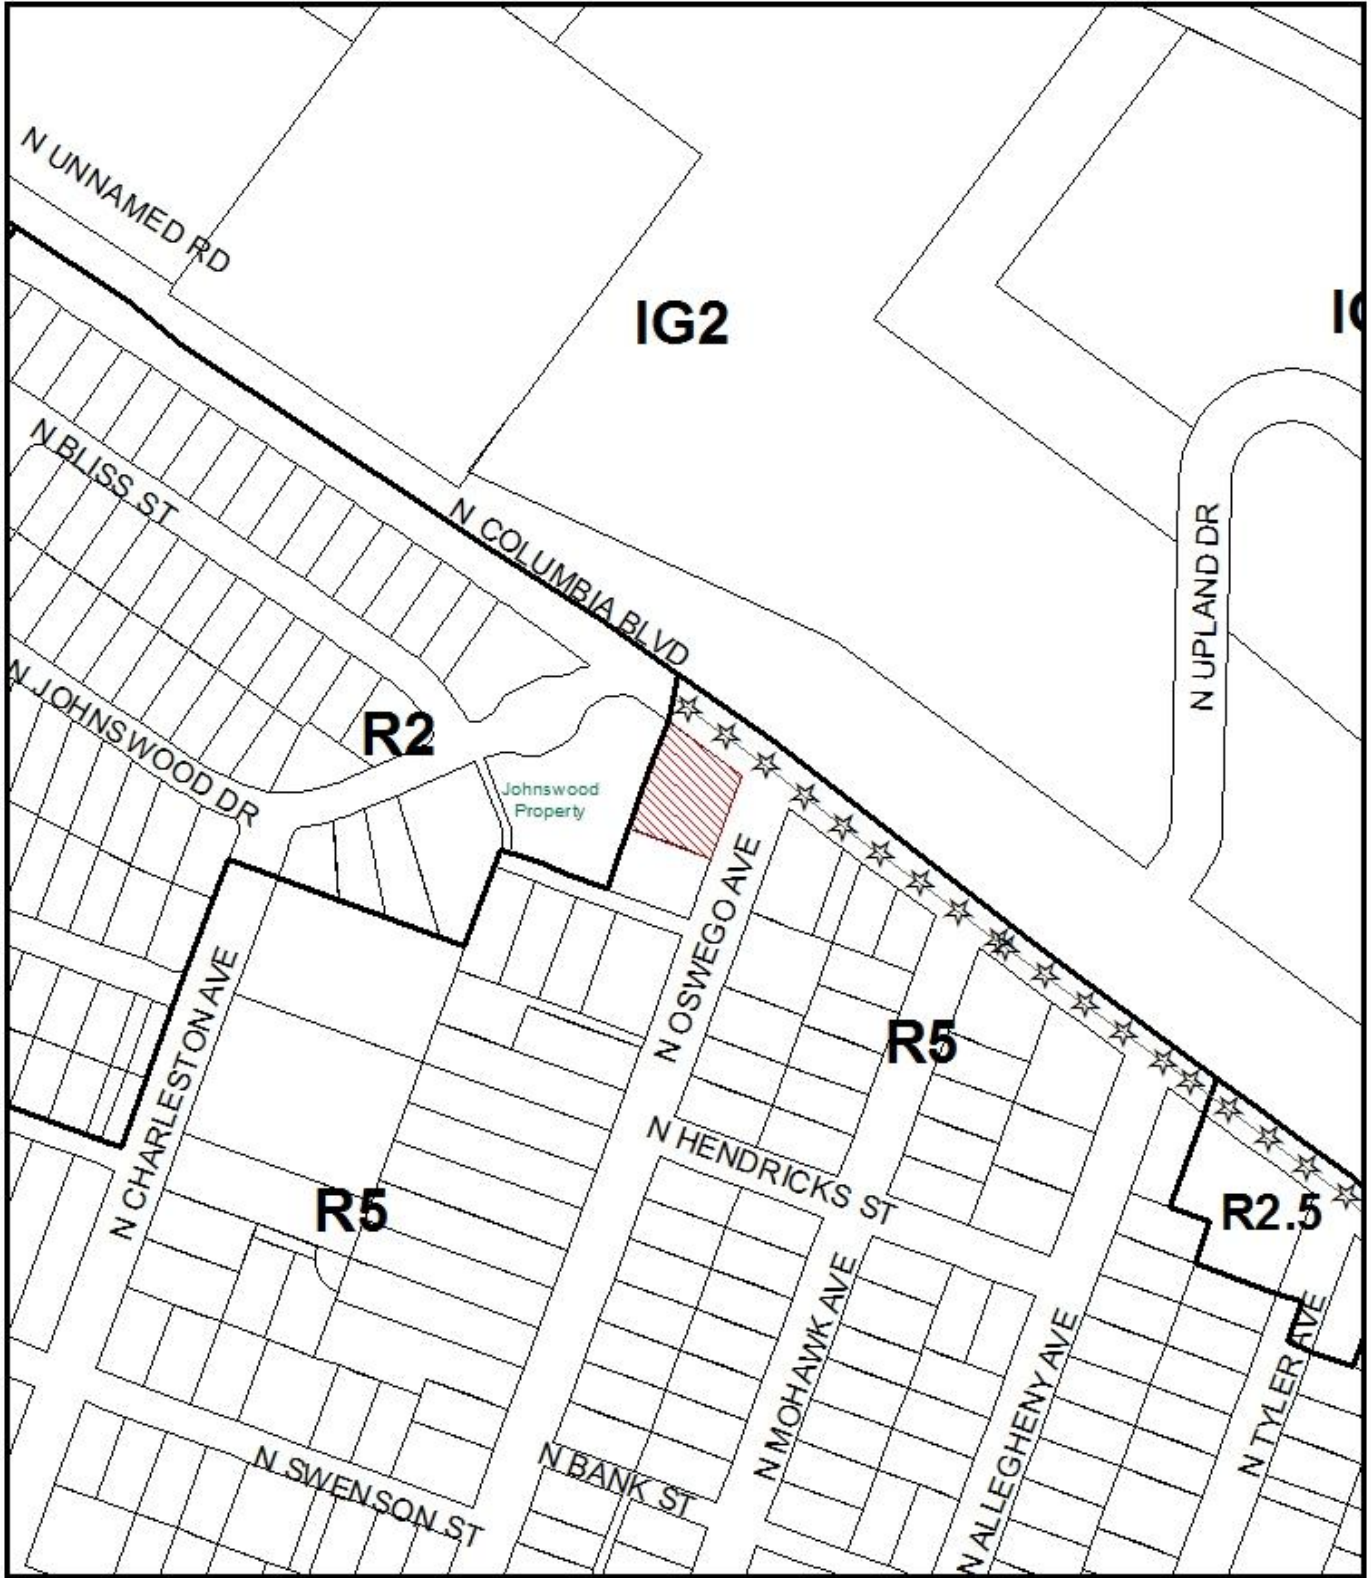 N UNNAMED RD
IG2
N BLISS ST
N COLUMBIA BLVD
N UPLAND DR
N JOHNSWOOD DR
R2
Johnswood
Property
N OSWEGO AVE
N CHARLESTON AVE
R5
N HENDRICKS ST
R5
R2.5
N MOHAWK AVE
N ALLEGHENY AVE
N TYLER AVE
N SWENSON ST
N BANK ST